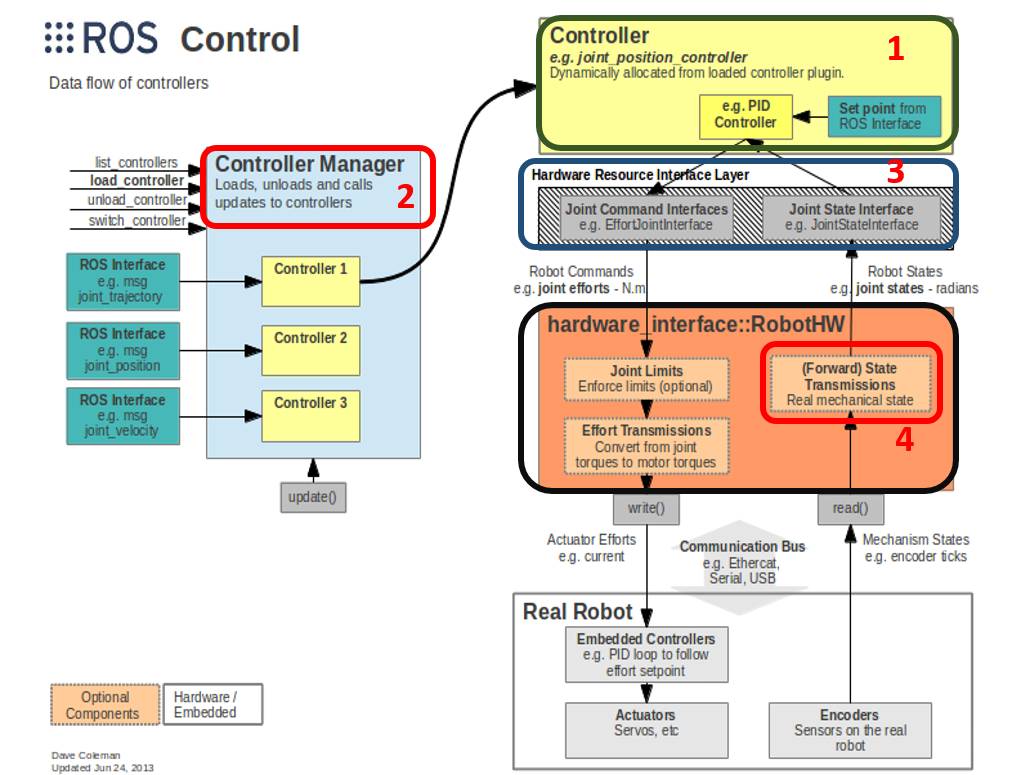 ROS Control
Data flow of controllers
list_controllers
load_controller
unload_controller
switch_controller
Controller Manager
Loads, unloads and calls
updates to controllers
2
ROS Interface
e.g. msg
joint_trajectory
Controller 1
ROS Interface
e.g. msg
joint_position
Controller 2
ROS Interface
e.g. msg
joint_velocity
Controller 3
update()
Controller
1
e.g. joint_position_controller
Dynamically allocated from loaded controller plugin.
e.g. PID
Controller
Set point from
ROS Interface
Hardware Resource Interface Layer
3
Joint Command Interfaces
e.g. EffortJointInterface
Joint State Interface
e.g. JointStateInterface
Robot Commands
e.g. joint efforts - N.m
Robot States
e.g. joint states - radians
hardware_interface::RobotHW
Joint Limits
Enforce limits (optional)
Effort Transmissions
Convert from joint
torques to motor torques
(Forward) State
Transmissions
Real mechanical state
4
write()
read()
Actuator Efforts
e.g. current
Communication Bus
e.g. Ethercat,
Serial, USB
Mechanism States
e.g. encoder ticks
Real Robot
Embedded Controllers
e.g. PID loop to follow
effort setpoint
Actuators
Servos, etc
Encoders
Sensors on the real
robot
Optional
Components
Hardware /
Embedded
Dave Coleman
Updated Jun 24, 2013